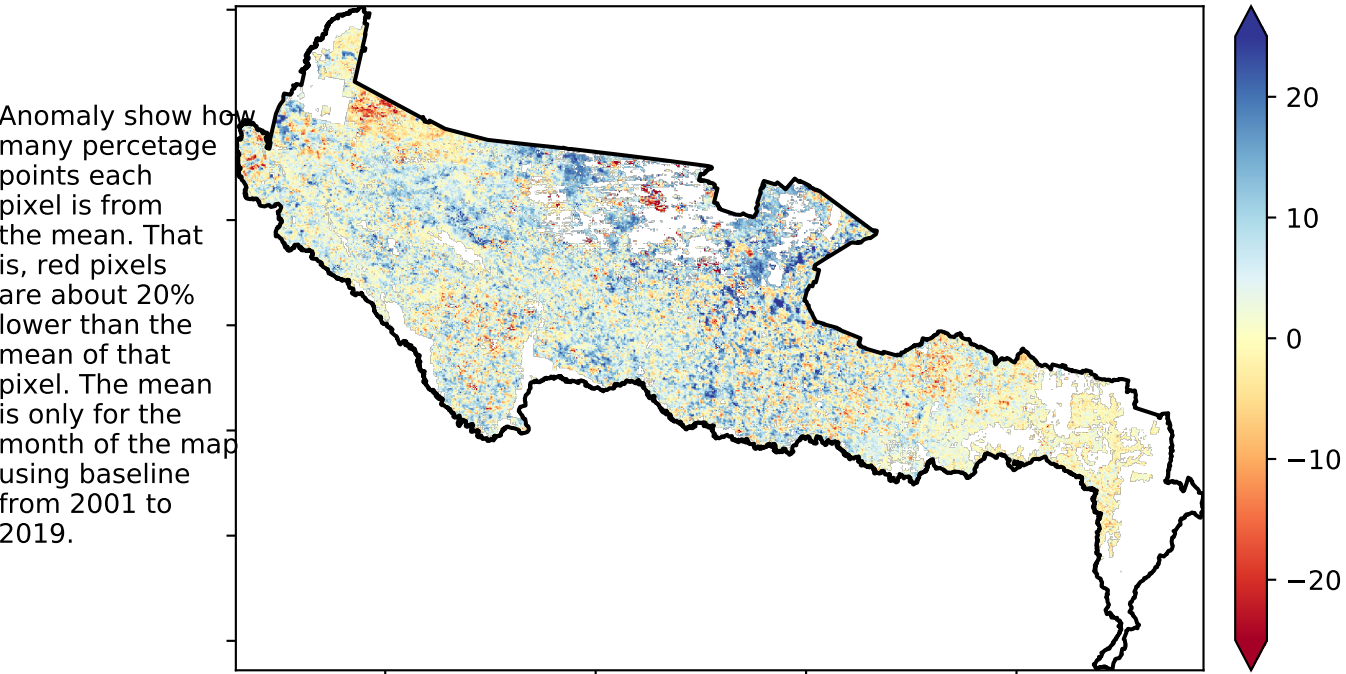 Anomaly show how
many percetage
points each
pixel is from
the mean. That
is, red pixels
are about 20%
lower than the
mean of that
pixel. The mean
is only for the
month of the map
using baseline
from 2001 to
2019.
20
10
0
−10
−20